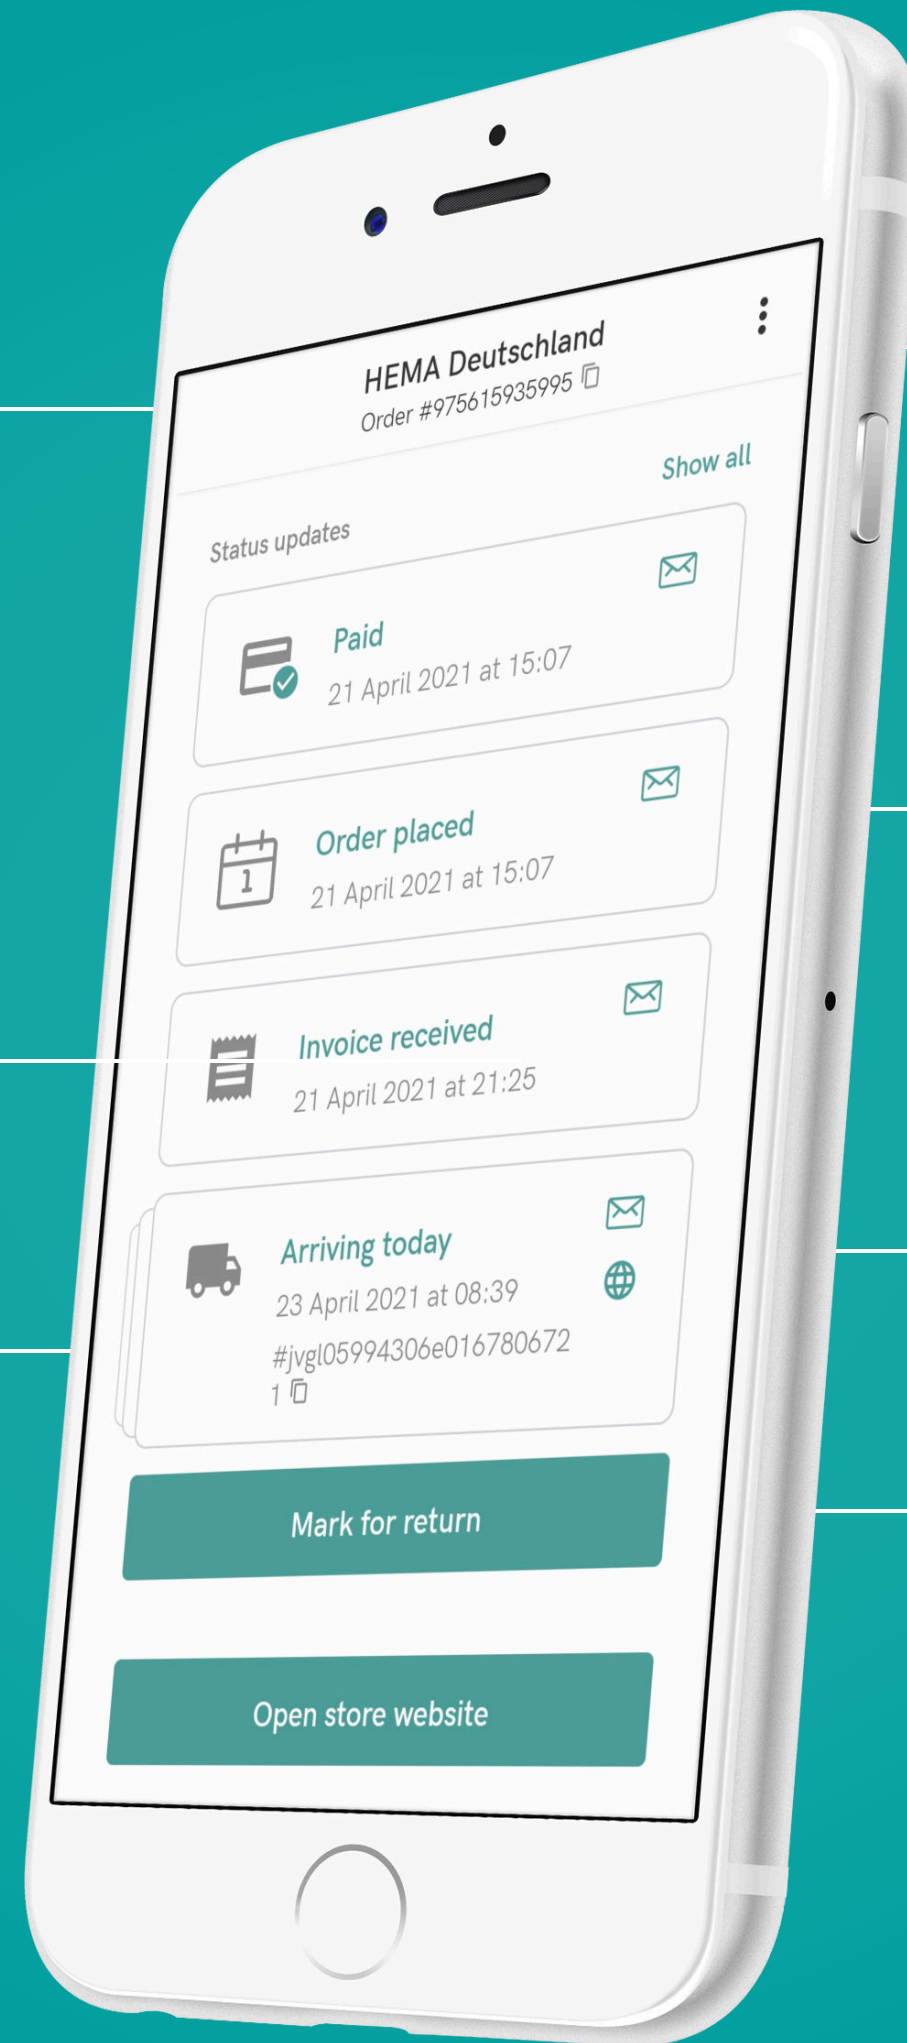 HEMA Deutschland
Order #975615935995
Show all
Status updates
Paid
21 April 2021 at 15:07
1
Order placed
21 April 2021 at 15:07
Invoice received
21 April 2021 at 21:25
Arriving today
23 April 2021 at 08:39
#jvgl05994306e016780672
1
Mark for return
Open store website